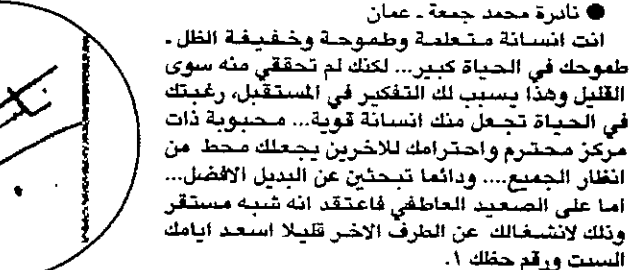 ● نادرة محمد جمعة ـ عمان
انت انسانة متعلمة وطموحة وخفيفة الظل ـ
طموحك في الحياة كبير... لكنك لم تحققي منه سوى
القليل وهذا يسبب لك التفكير في المستقبل، رغبتك
في الحياة تجعل منك انسانة قوية... محبوبة ذات
مركز محترم واحترامك للاخرين يجعلك محط من
انظار الجميع.... ودائما تبحثين عن البديل الافضل...
اما على الصعيد العاطفي فاعتقد انه شبه مستقر
وذلك لانشغالك عن الطرف الاخر قليلا اسعد ايامك
السبت ورقم حظك ١.